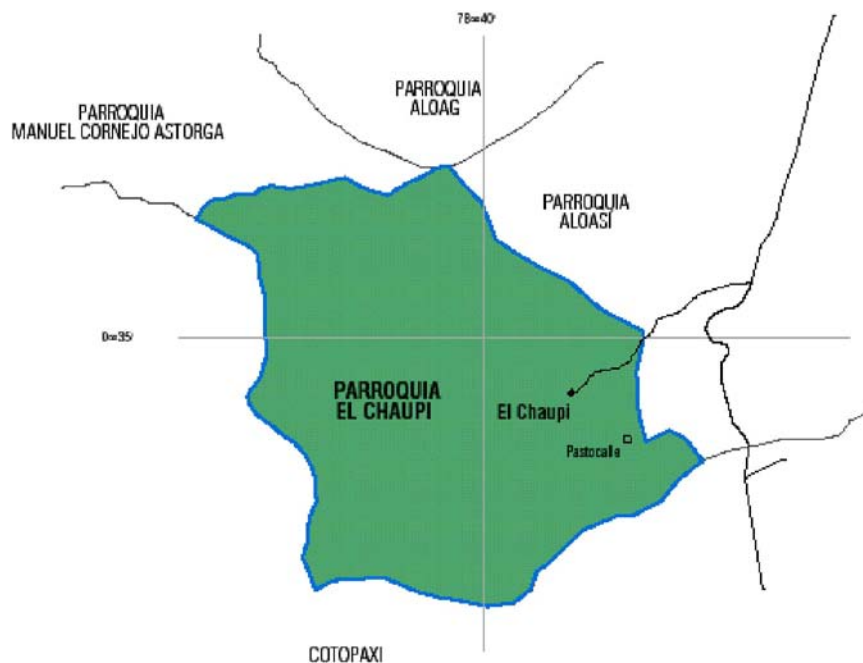 78∞40'
PARROQUIA
ALOAG
PARROQUIA
MANUEL CORNEJO ASTORGA
PARROQUIA
ALOASÍ
0∞35'
PARROQUIA
EL CHAUPI
El Chaupi
Pastocalle
COTOPAXI